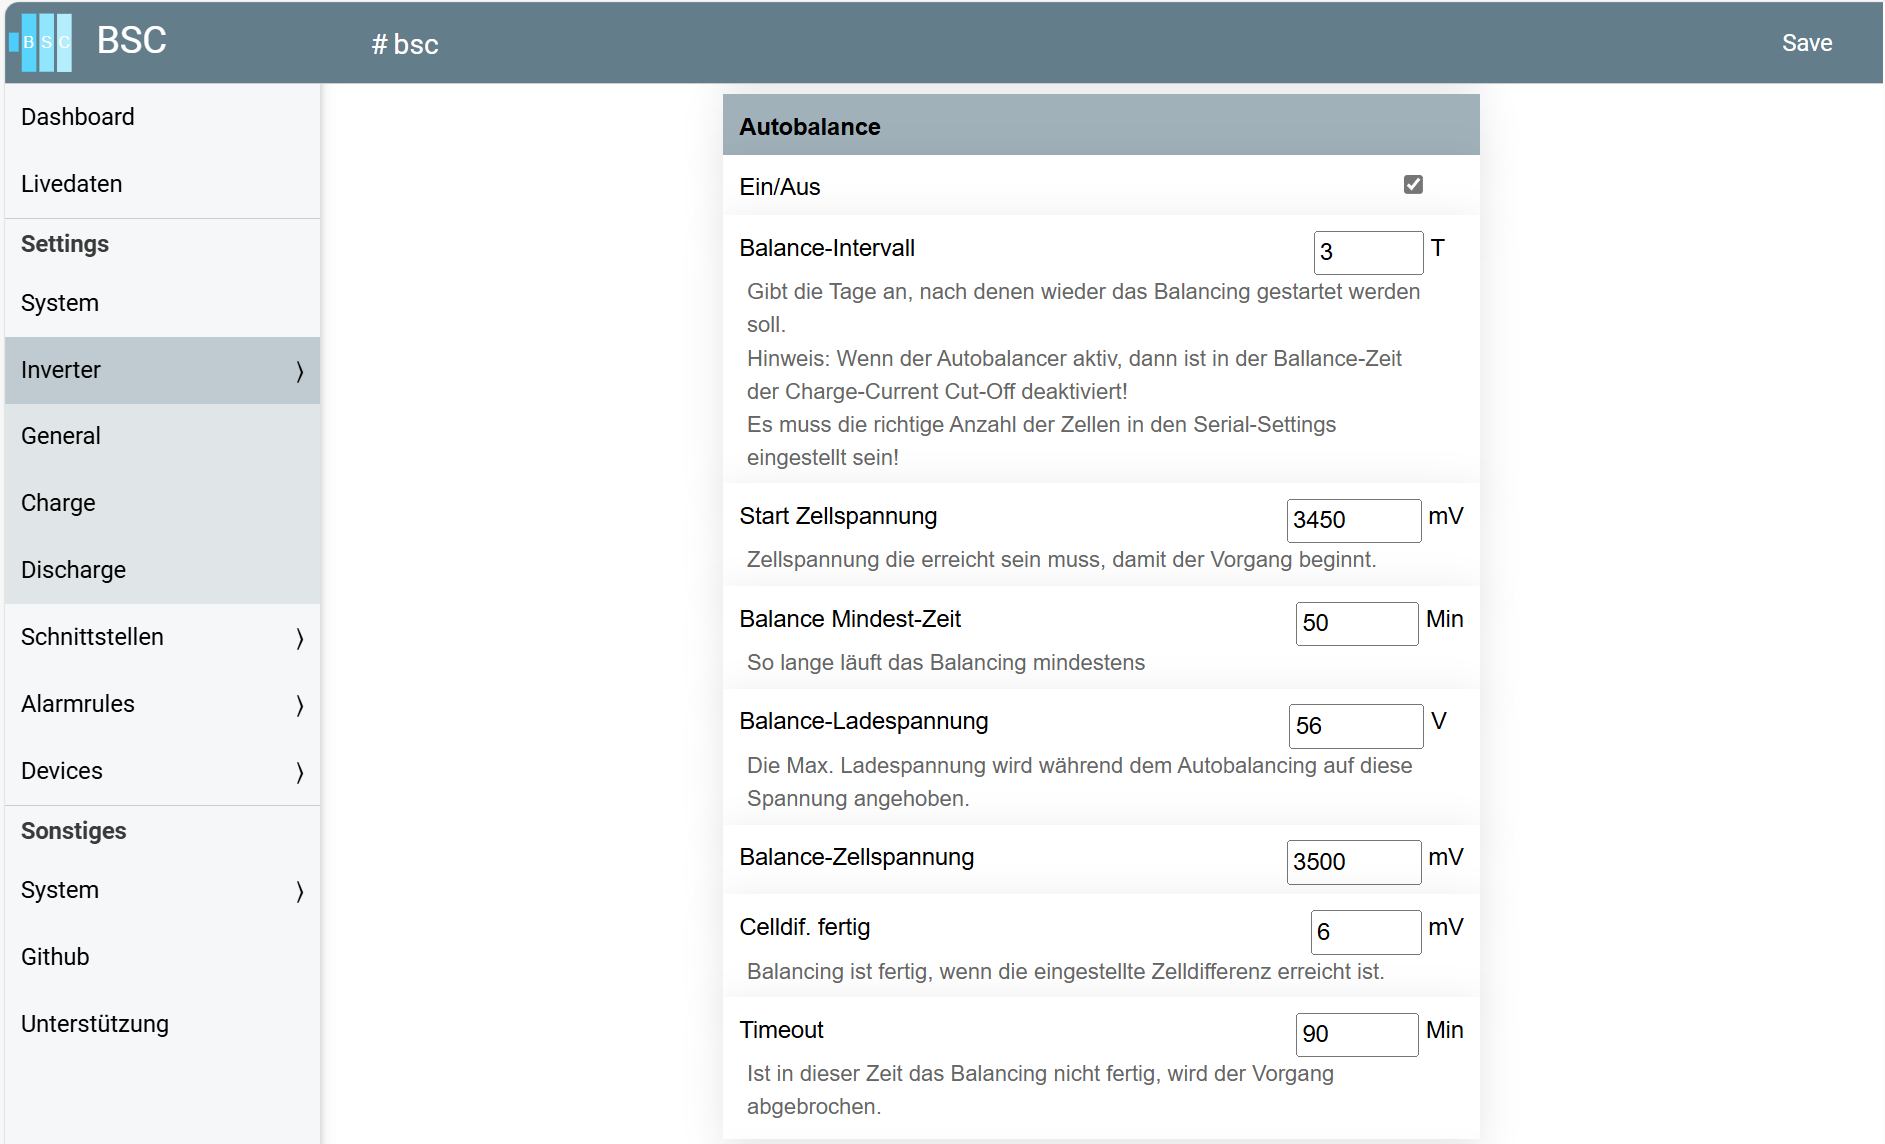 BSC
BSC
# bsc
Save
Dashboard
Livedaten
Settings
System
Inverter
General
Charge
Discharge
Schnittstellen
Alarmrules
Devices
Sonstiges
System
Github
Unterstützung
Autobalance
Ein/Aus
Balance-Intervall 3 T
Gibt die Tage an, nach denen wieder das Balancing gestartet werden
soll.
Hinweis: Wenn der Autobalancer aktiv, dann ist in der Ballance-Zeit
der Charge-Current Cut-Off deaktiviert!
Es muss die richtige Anzahl der Zellen in den Serial-Settings
eingestellt sein!
Start Zellspannung 3450 mV
Zellspannung die erreicht sein muss, damit der Vorgang beginnt.
Balance Mindest-Zeit 50 Min
So lange läuft das Balancing mindestens
Balance-Ladespannung 56 V
Die Max. Ladespannung wird während dem Autobalancing auf diese
Spannung angehoben.
Balance-Zellspannung 3500 mV
Celldif. fertig 6 mV
Balancing ist fertig, wenn die eingestellte Zelldifferenz erreicht ist.
Timeout 90 Min
Ist in dieser Zeit das Balancing nicht fertig, wird der Vorgang
abgebrochen.